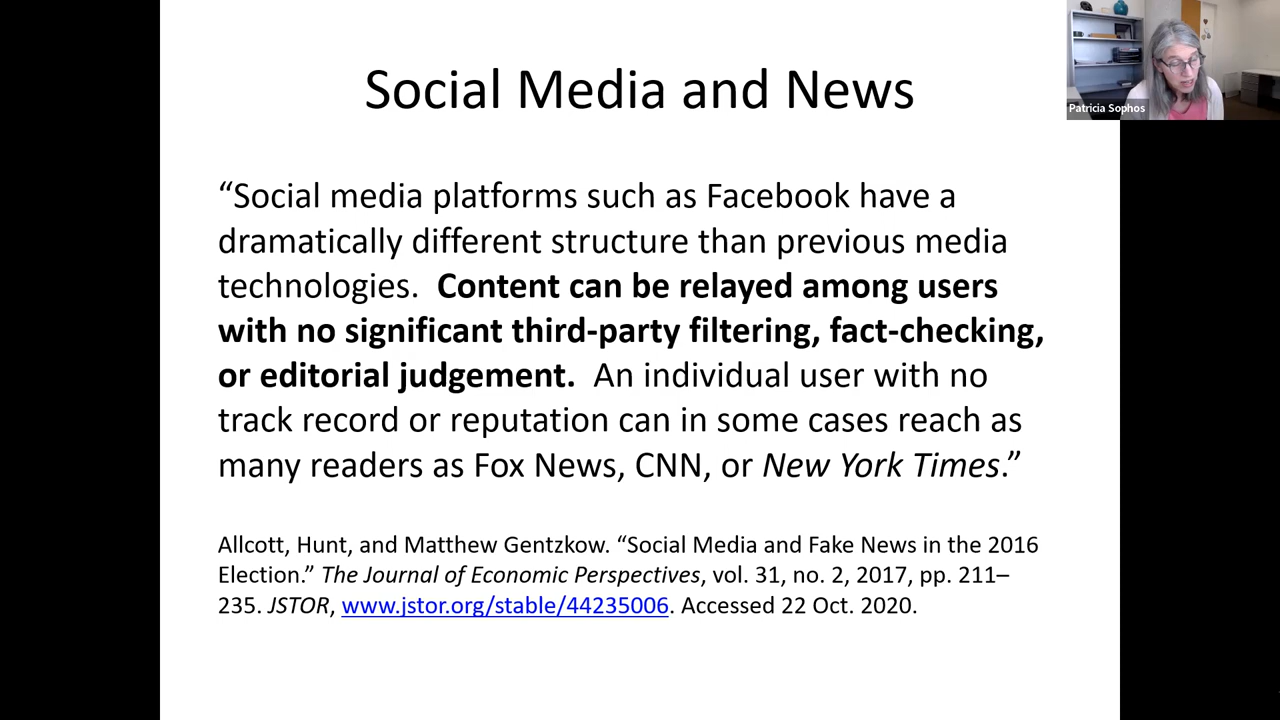 Social Media and News
Patricia Sophos
“Social media platforms such as Facebook have a
dramatically different structure than previous media
technologies.  Content can be relayed among users
with no significant third-party filtering, fact-checking,
or editorial judgement.  An individual user with no
track record or reputation can in some cases reach as
many readers as Fox News, CNN, or New York Times.”
Allcott, Hunt, and Matthew Gentzkow. “Social Media and Fake News in the 2016
Election.” The Journal of Economic Perspectives, vol. 31, no. 2, 2017, pp. 211–
235. JSTOR, www.jstor.org/stable/44235006. Accessed 22 Oct. 2020.